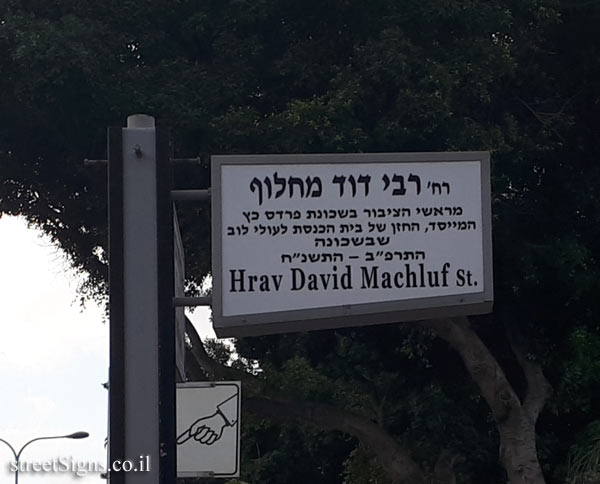 רח' רבי דוד מחלוף
מראשי הציבור בשכונת פרדס כץ
המייסד, החזן של בית הכנסת לעולי לוב
שבשכונה
התרפ"ב - התשנ"ח
Hrav David Machluf St.
streetSigns.co.il